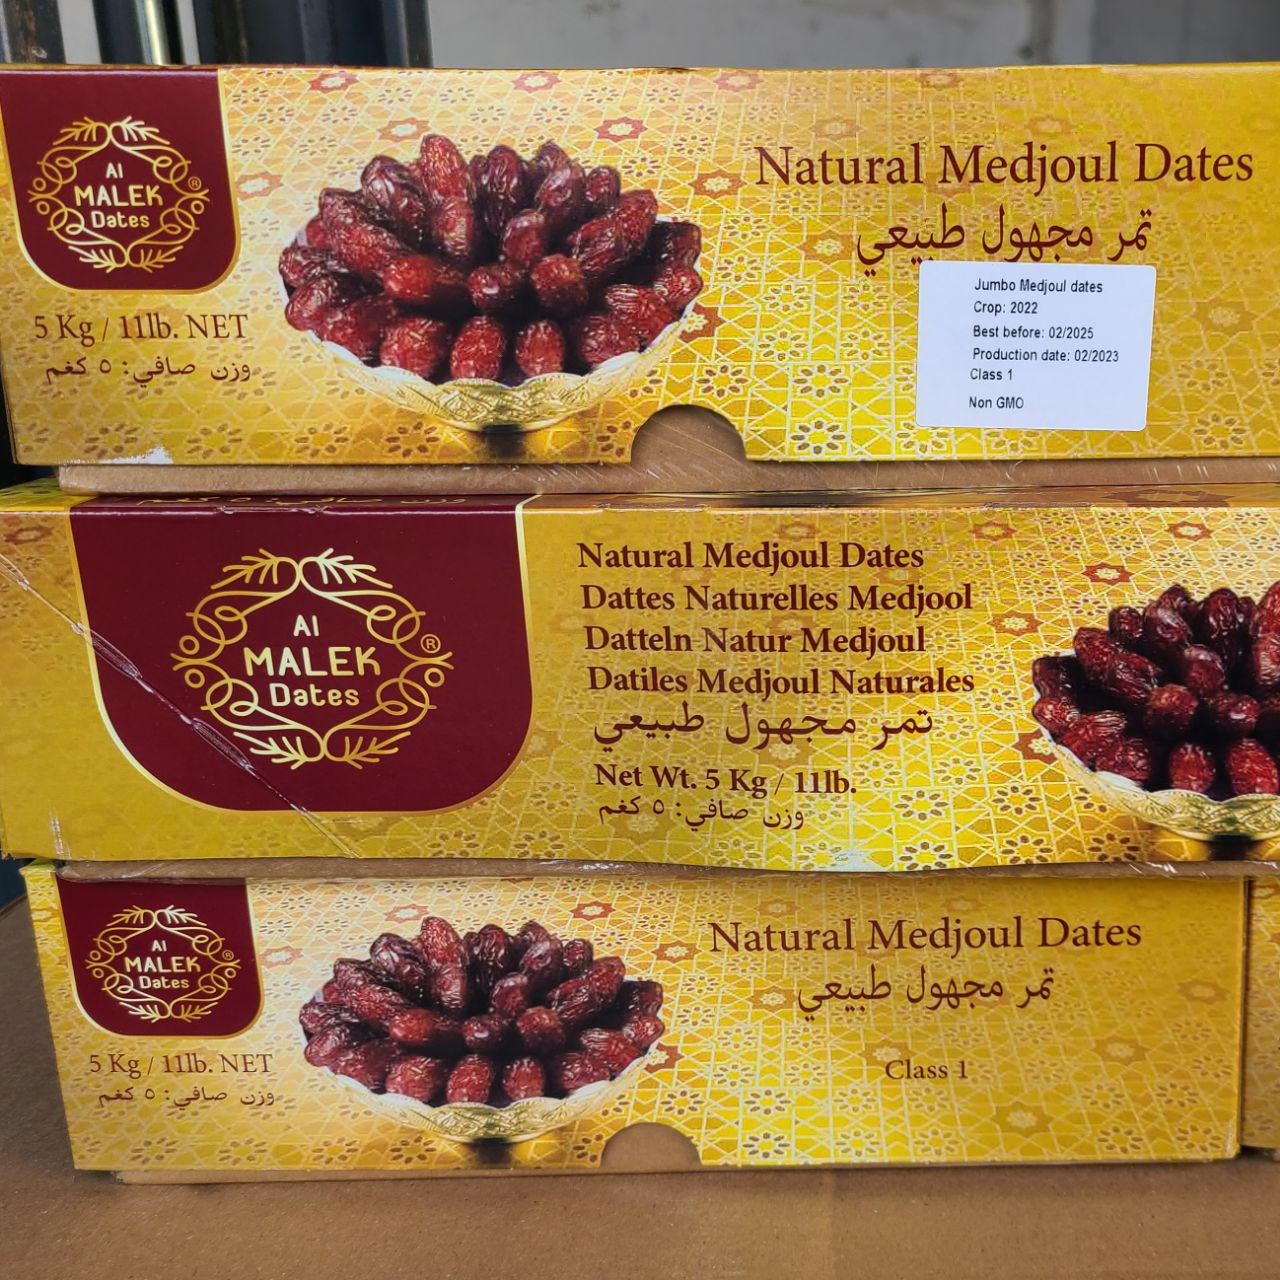 Al
MALEK
Dates
®
5 Kg / 11lb. NET
وزن صافي: ٥ كغم
Natural Medjoul Dates
تمر مجهول طبيعي
Jumbo Medjoul dates
Crop: 2022
Best before: 02/2025
Production date: 02/2023
Class 1
Non GMO
وزن صافي: ٥ كغم
Al
MALEK
Dates
®
Natural Medjoul Dates
Dattes Naturelles Medjool
Datteln Natur Medjoul
Datiles Medjoul Naturales
تمر مجهول طبيعي
Net Wt. 5 Kg / 11lb.
وزن صافي: ٥ كغم
Al
MALEK
Dates
®
5 Kg / 11lb. NET
وزن صافي: ٥ كغم
Natural Medjoul Dates
تمر مجهول طبيعي
Class 1